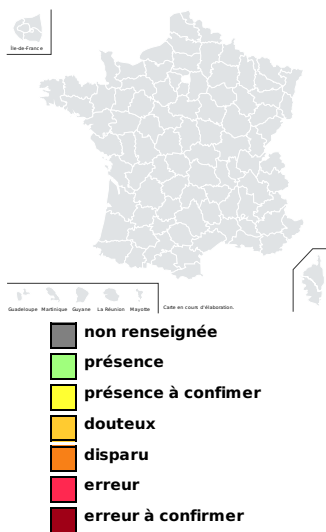 Île-de-France
Guadeloupe Martinique Guyane La Réunion Mayotte
Carte en cours d'élaboration.
non renseignée
présence
présence à confimer
douteux
disparu
erreur
erreur à confirmer